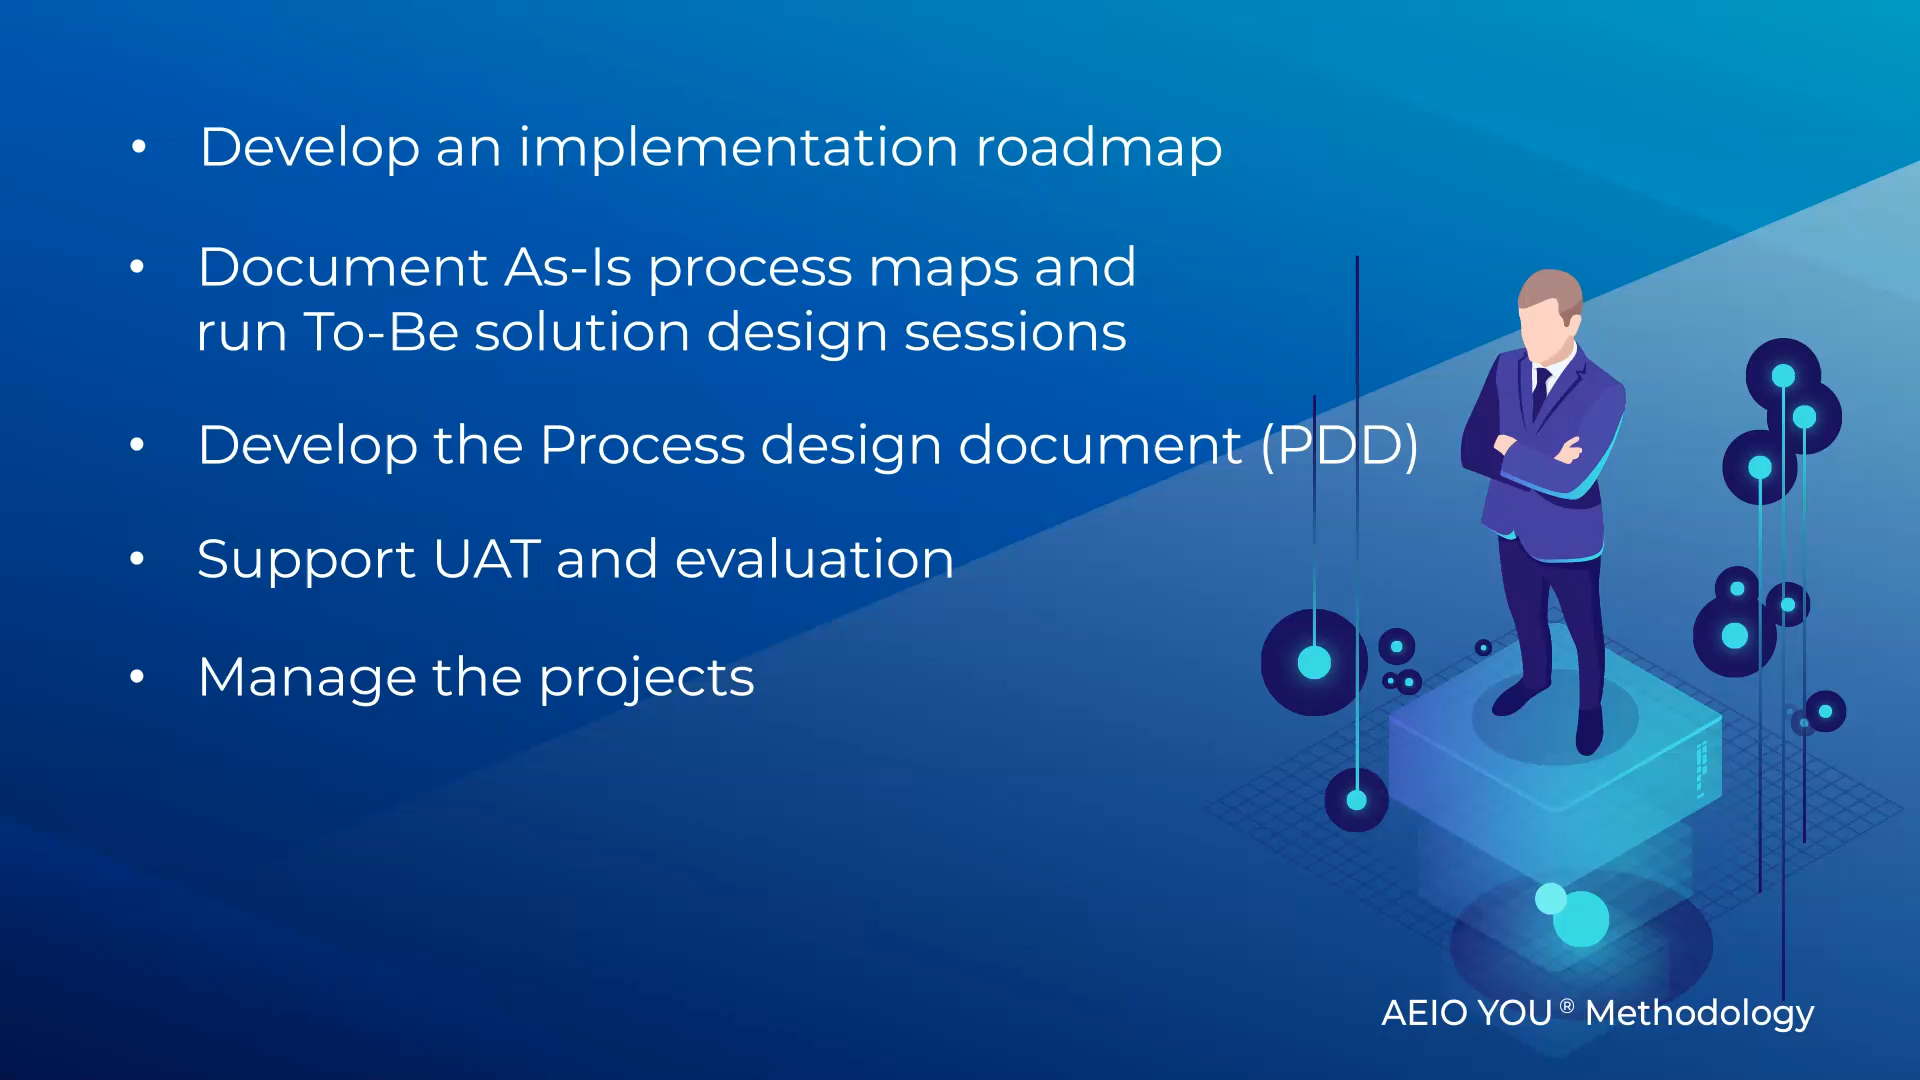 • Develop an implementation roadmap
• Document As-Is process maps and
run To-Be solution design sessions
• Develop the Process design document (PDD)
• Support UAT and evaluation
• Manage the projects
AEIO YOU® Methodology